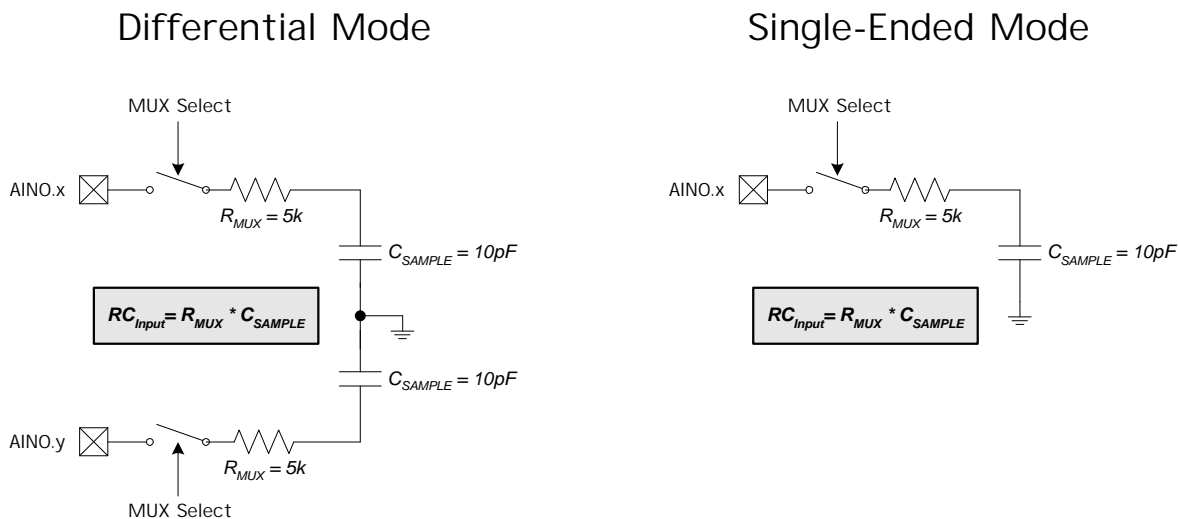 Differential Mode
MUX Select
AIN0.x
R_MUX = 5k
C_SAMPLE = 10pF
RC_Input= R_MUX * C_SAMPLE
C_SAMPLE = 10pF
AIN0.y
R_MUX = 5k
MUX Select
Single-Ended Mode
MUX Select
AIN0.x
R_MUX = 5k
C_SAMPLE = 10pF
RC_Input= R_MUX * C_SAMPLE